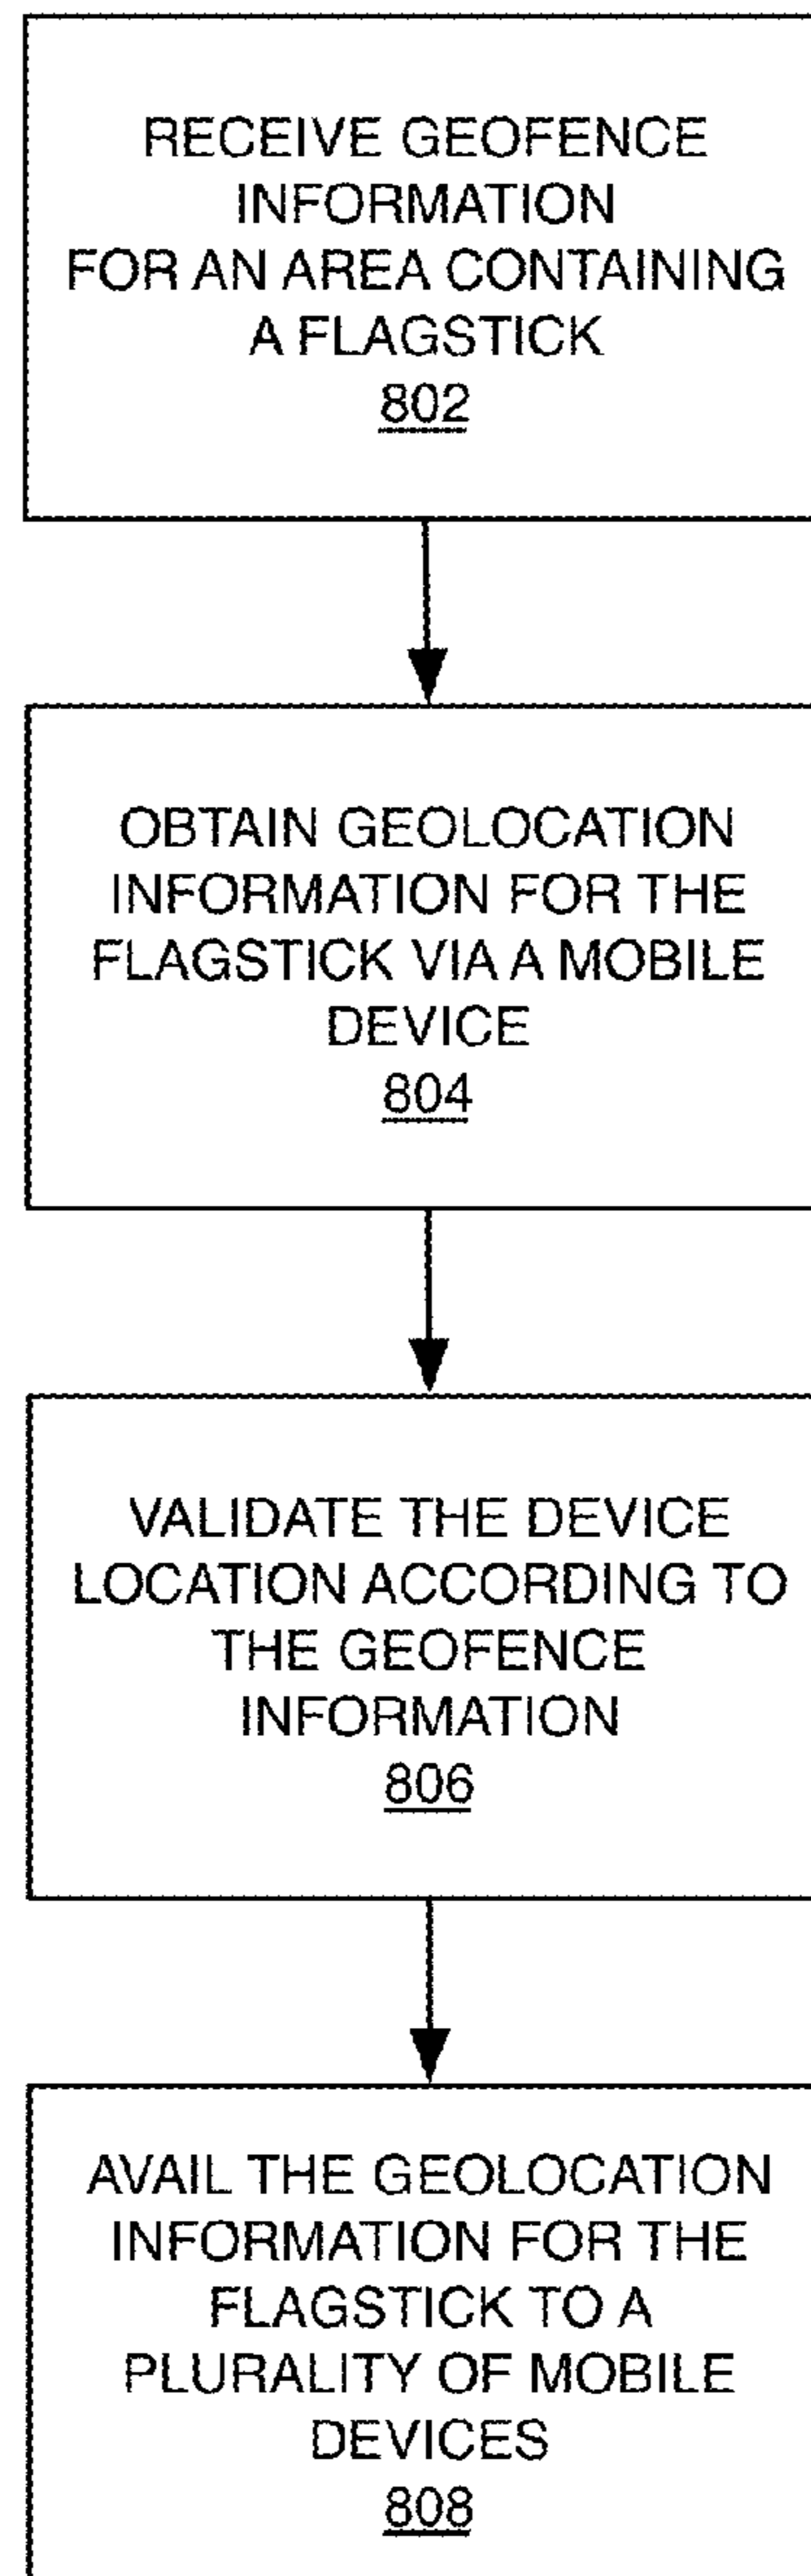 RECEIVE GEOFENCE
INFORMATION
FOR AN AREA CONTAINING
A FLAGSTICK
802
OBTAIN GEOLOCATION
INFORMATION FOR THE
FLAGSTICK VIA A MOBILE
DEVICE
804
VALIDATE THE DEVICE
LOCATION ACCORDING TO
THE GEOFENCE
INFORMATION
806
AVAIL THE GEOLOCATION
INFORMATION FOR THE
FLAGSTICK TO A
PLURALITY OF MOBILE
DEVICES
808